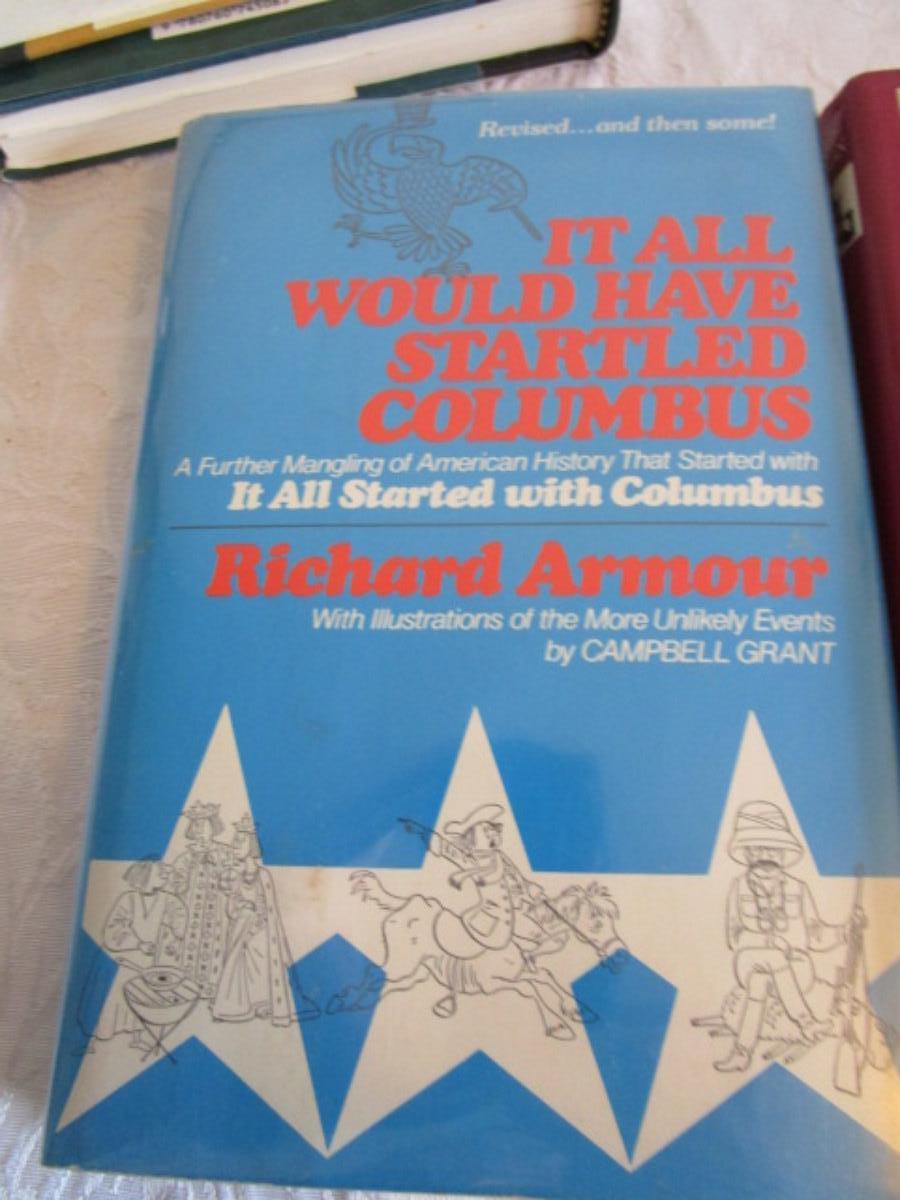 Revised...and then some!
IT ALL
WOULD HAVE
STARTLED
COLUMBUS
A Further Mangling of American History That Started with
It All Started with Columbus
Richard Armour
With Illustrations of the More Unlikely Events
by CAMPBELL GRANT